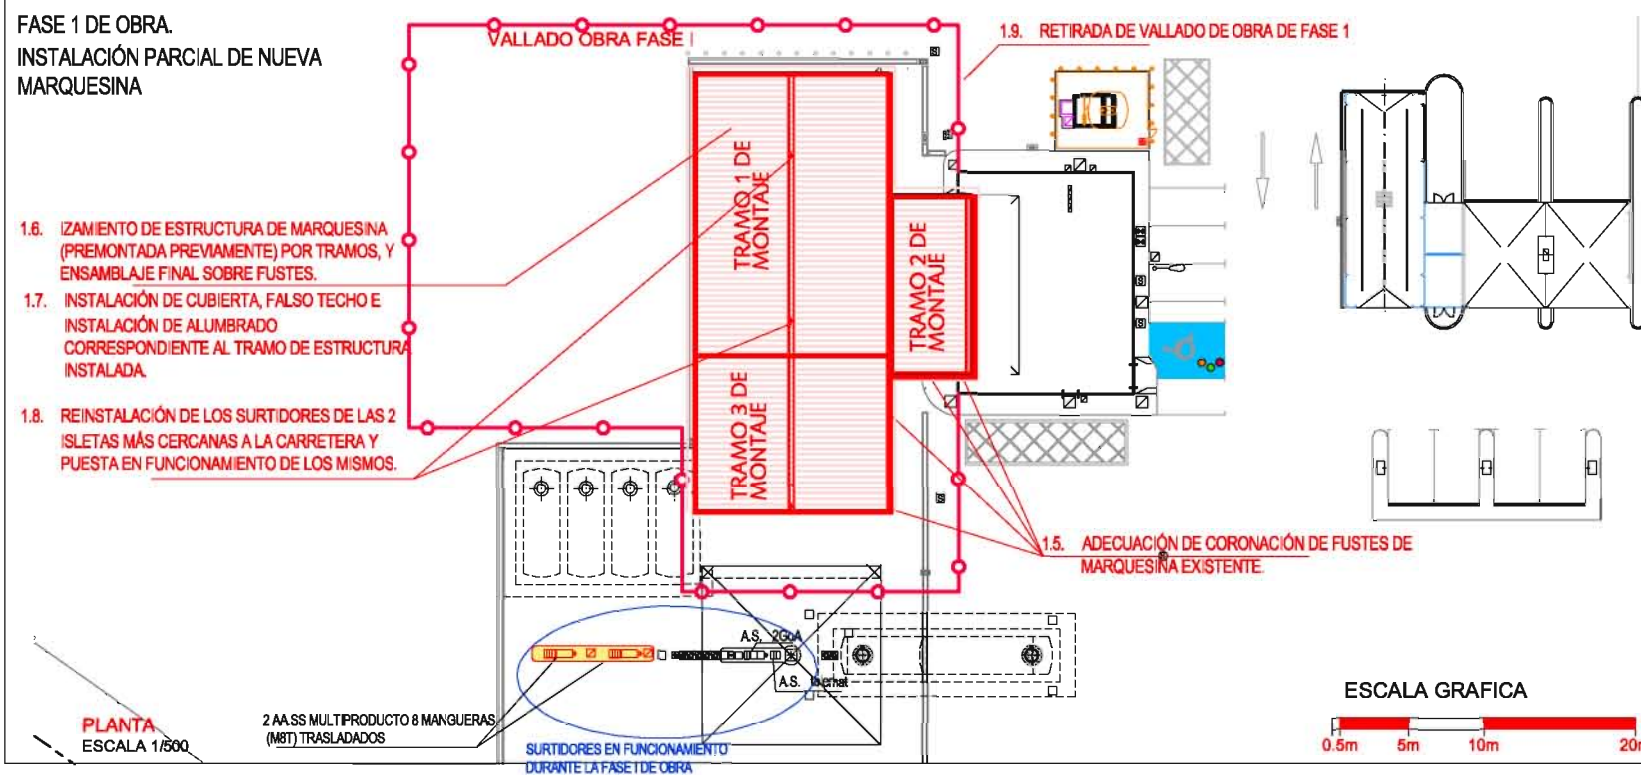 FASE 1 DE OBRA.
INSTALACIÓN PARCIAL DE NUEVA
MARQUESINA
VALLADO OBRA FASE I
1.9. RETIRADA DE VALLADO DE OBRA DE FASE 1
1.6. IZAMIENTO DE ESTRUCTURA DE MARQUESINA
(PREMONTADA PREVIAMENTE) POR TRAMOS, Y
ENSAMBLAJE FINAL SOBRE FUSTES.
1.7. INSTALACIÓN DE CUBIERTA, FALSO TECHO E
INSTALACIÓN DE ALUMBRADO
CORRESPONDIENTE AL TRAMO DE ESTRUCTURA
INSTALADA.
1.8. REINSTALACIÓN DE LOS SURTIDORES DE LAS 2
ISLETAS MÁS CERCANAS A LA CARRETERA Y
PUESTA EN FUNCIONAMIENTO DE LOS MISMOS.
TRAMO 1 DE
MONTAJE
TRAMO 2 DE
MONTAJE
TRAMO 3 DE
MONTAJE
1.5. ADECUACIÓN DE CORONACIÓN DE FUSTES DE
MARQUESINA EXISTENTE.
A.S. 2GoA
A.S.
PLANTA
ESCALA 1/500
2 AA.SS MULTIPRODUCTO 8 MANGUERAS
(M8T) TRASLADADOS
SURTIDORES EN FUNCIONAMIENTO
DURANTE LA FASE I DE OBRA
ESCALA GRAFICA
0.5m 5m 10m 20m